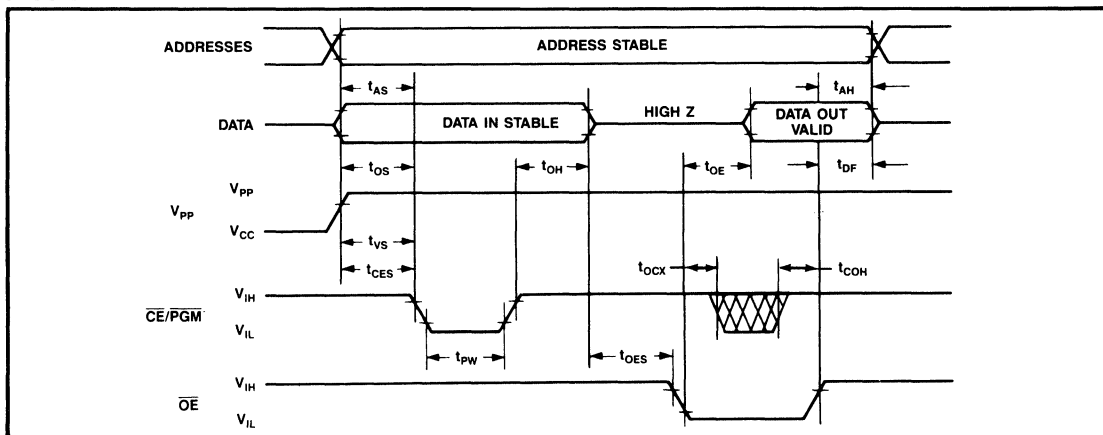 ADDRESSES
ADDRESS STABLE
tAS
tAH
DATA
DATA IN STABLE
HIGH Z
DATA OUT
VALID
tOS
tOH
tOE
tDF
VPP
VPP
VCC
tVS
tCES
tOCX
tCOH
VIH
CE/PGM
VIL
tPW
tOES
VIH
OE
VIL